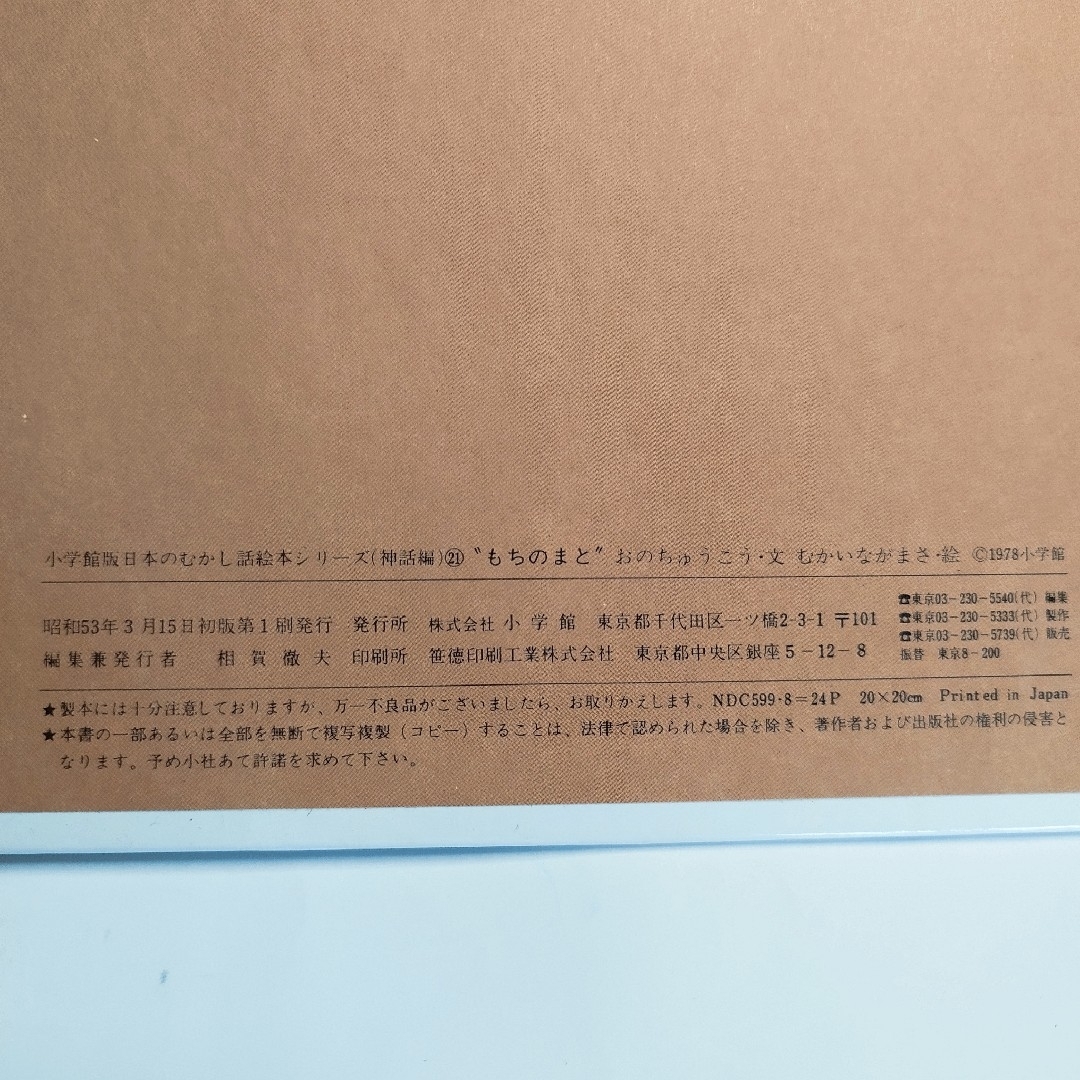 小学館版日本のむかし話絵本シリーズ(神話編)㉑ 〝もちのまと〟 おのちゅうこう・文 むかいながまさ・絵 Ⓒ1978小学館
昭和53年3月15日初版第1刷発行 発行所 株式会社 小学館 東京都千代田区一ツ橋2-3-1 〒101
編集兼発行者 相賀徹夫 印刷所 笹徳印刷工業株式会社 東京都中央区銀座5-12-8
☎東京03-230-5540(代) 編集
☎東京03-230-5333(代) 製作
☎東京03-230-5739(代) 販売
振替 東京8-200
★製本には十分注意しておりますが、万一不良品がございましたら、お取りかえします。NDC599・8=24P 20×20㎝ Printed in Japan
★本書の一部あるいは全部を無断で複写複製(コピー)することは、法律で認められた場合を除き、著作者および出版社の権利の侵害と
なります。予め小社あて許諾を求めて下さい。